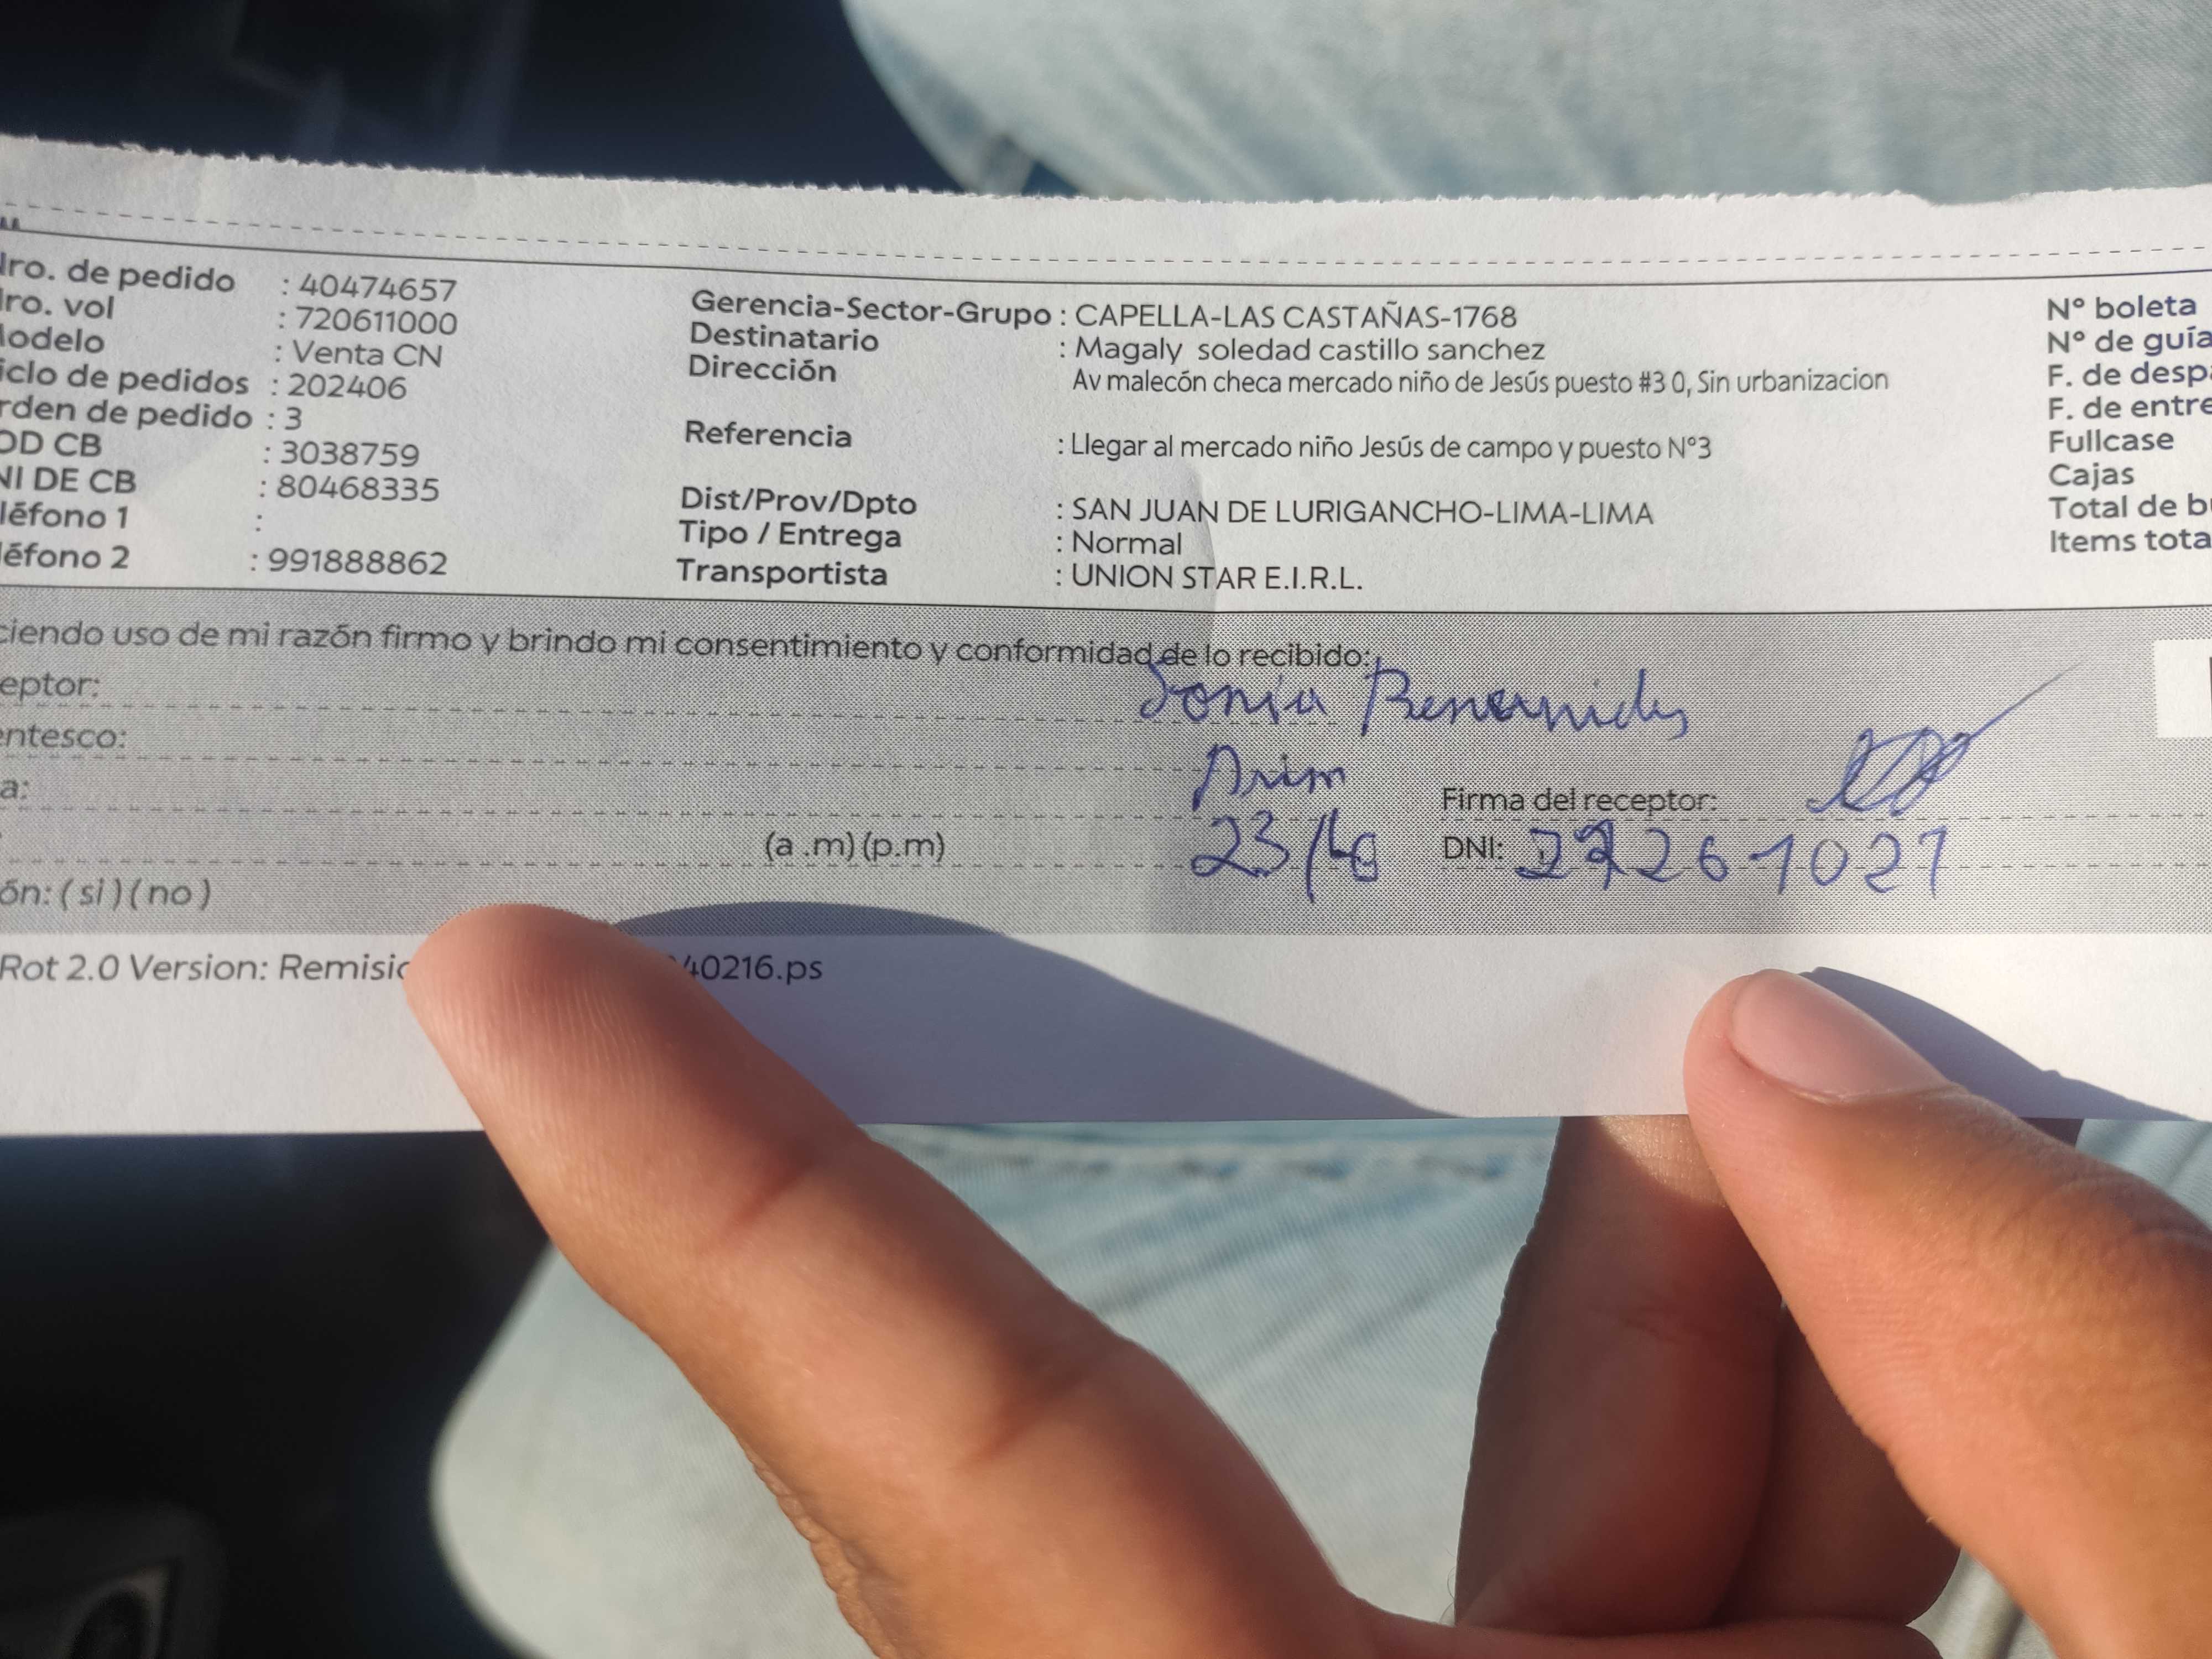 Nro. de pedido : 40474657
Nro. vol : 720611000
Modelo : Venta CN
iclo de pedidos : 202406
rden de pedido : 3
OD CB : 3038759
NI DE CB : 80468335
léfono 1 :
léfono 2 : 991888862
Gerencia-Sector-Grupo : CAPELLA-LAS CASTAÑAS-1768
Destinatario : Magaly soledad castillo sanchez
Dirección Av malecón checa mercado niño de Jesús puesto #3 0, Sin urbanizacion
Referencia : Llegar al mercado niño Jesús de campo y puesto N°3
Dist/Prov/Dpto : SAN JUAN DE LURIGANCHO-LIMA-LIMA
Tipo / Entrega : Normal
Transportista : UNION STAR E.I.R.L.
N° boleta
N° de guía
F. de desp
F. de entre
Fullcase
Cajas
Total de b
Items tota
ciendo uso de mi razón firmo y brindo mi consentimiento y conformidad de lo recibido:
eptor: Sonia
entesco:
a: Firma del receptor:
(a .m) (p.m) DNI:
ón: ( si ) ( no )
Rot 2.0 Version: Remisio 40216.ps